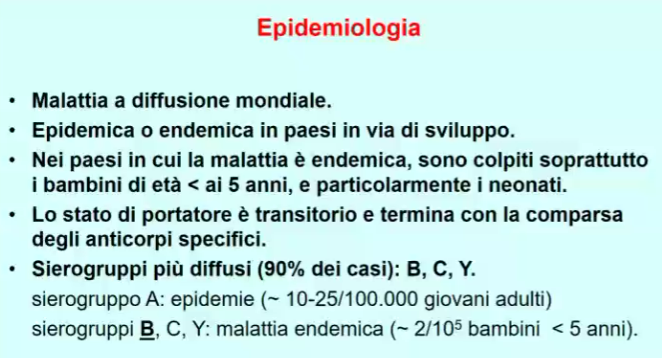 Epidemiologia
• Malattia a diffusione mondiale.
• Epidemica o endemica in paesi in via di sviluppo.
• Nei paesi in cui la malattia è endemica, sono colpiti soprattutto
i bambini di età < ai 5 anni, e particolarmente i neonati.
• Lo stato di portatore è transitorio e termina con la comparsa
degli anticorpi specifici.
• Sierogruppi più diffusi (90% dei casi): B, C, Y.
sierogruppo A: epidemie (~ 10-25/100.000 giovani adulti)
sierogruppi B, C, Y: malattia endemica (~ 2/10⁵ bambini < 5 anni).